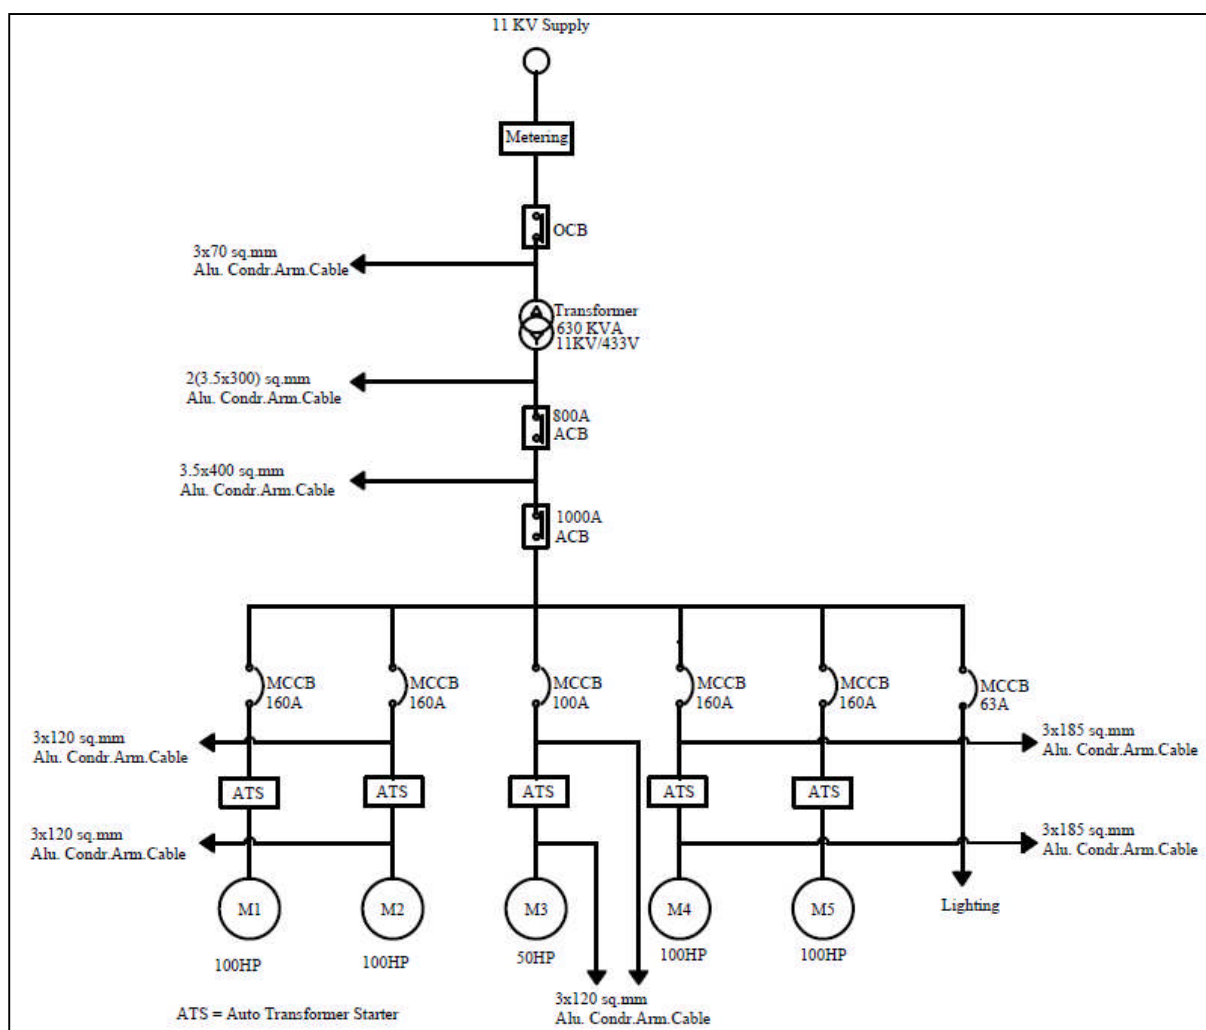 11 KV Supply
Metering
OCB
3x70 sq.mm
Alu. Condr.Arm.Cable
Transformer
630 KVA
11KV/433V
2(3.5x300) sq.mm
Alu. Condr.Arm.Cable
800A
ACB
3.5x400 sq.mm
Alu. Condr.Arm.Cable
1000A
ACB
MCCB
160A
MCCB
160A
MCCB
100A
MCCB
160A
MCCB
160A
MCCB
63A
3x120 sq.mm
Alu. Condr.Arm.Cable
3x185 sq.mm
Alu. Condr.Arm.Cable
ATS
ATS
ATS
ATS
ATS
3x120 sq.mm
Alu. Condr.Arm.Cable
3x185 sq.mm
Alu. Condr.Arm.Cable
M1
M2
M3
M4
M5
Lighting
100HP
100HP
50HP
100HP
100HP
3x120 sq.mm
Alu. Condr.Arm.Cable
ATS = Auto Transformer Starter